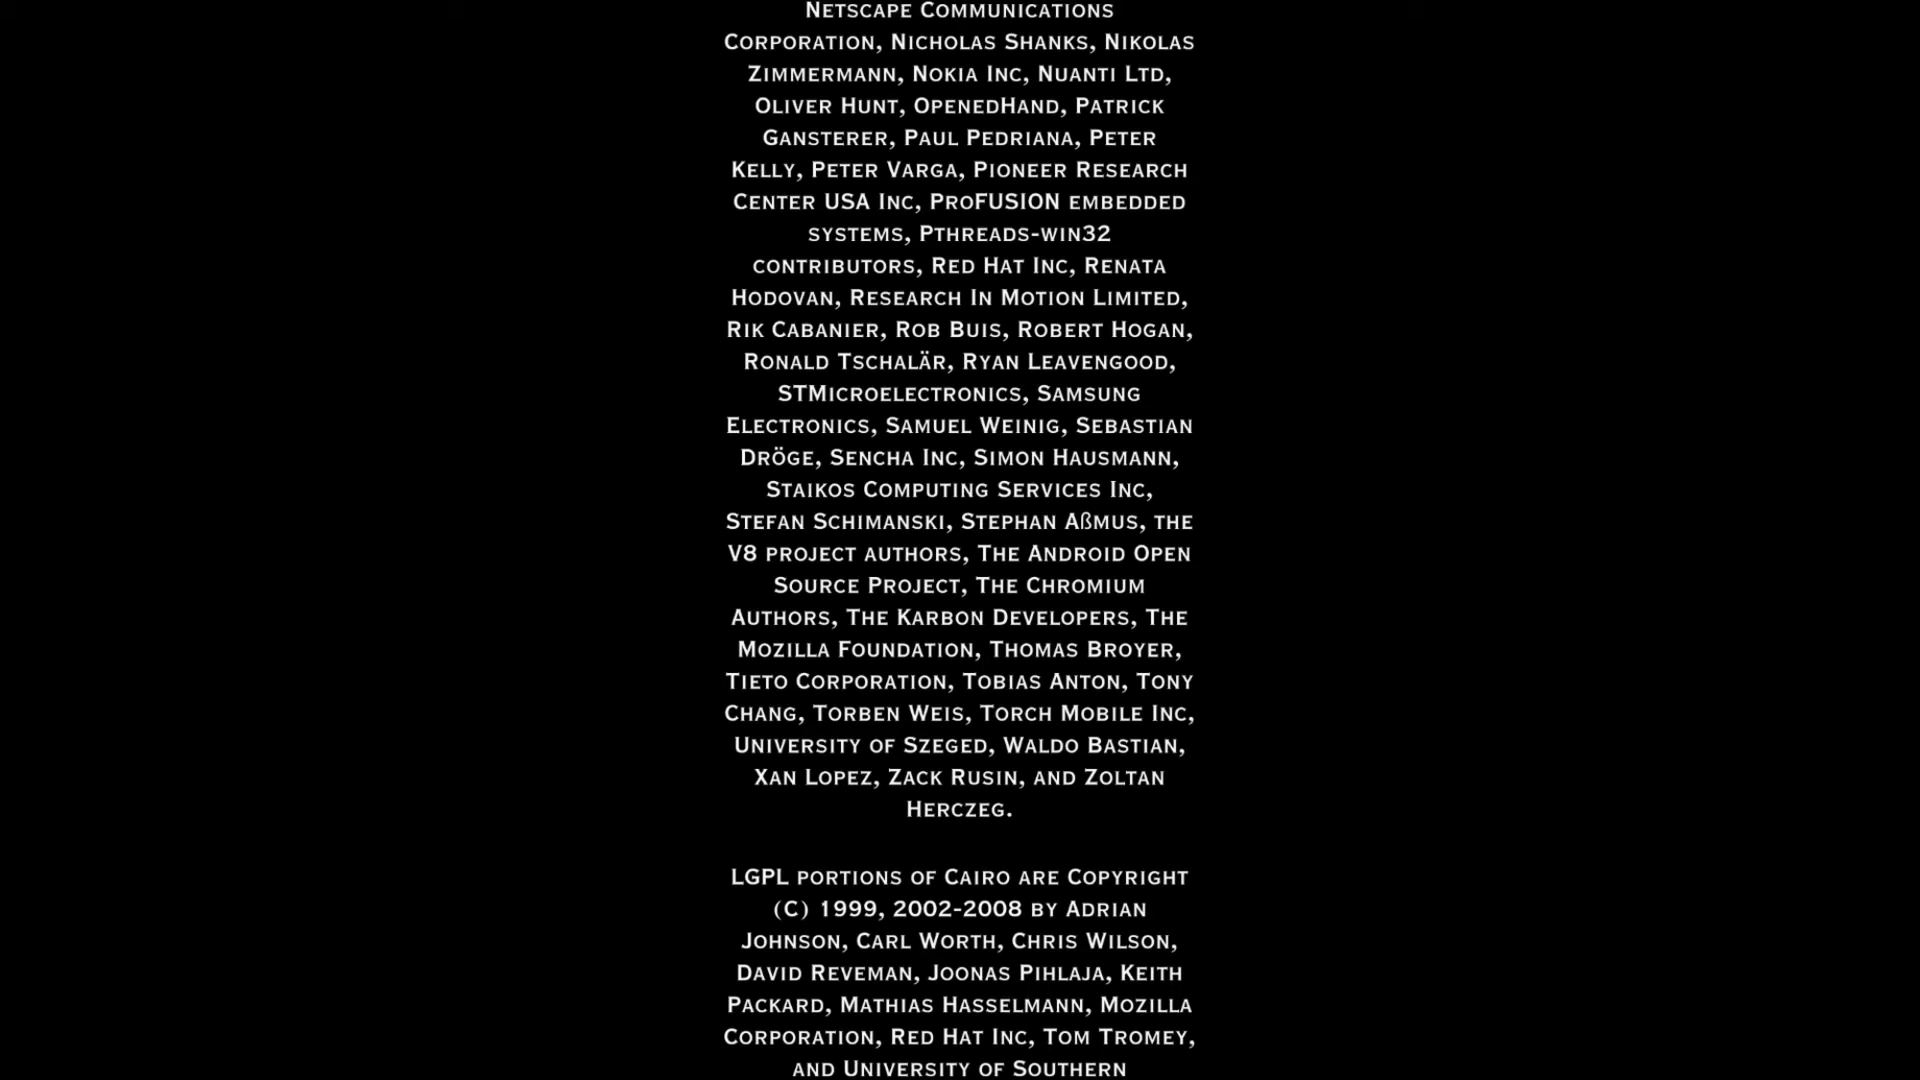 Netscape Communications
Corporation, Nicholas Shanks, Nikolas
Zimmermann, Nokia Inc, Nuanti Ltd,
Oliver Hunt, OpenedHand, Patrick
Gansterer, Paul Pedriana, Peter
Kelly, Peter Varga, Pioneer Research
Center USA Inc, ProFUSION embedded
systems, Pthreads-win32
contributors, Red Hat Inc, Renata
Hodovan, Research In Motion Limited,
Rik Cabanier, Rob Buis, Robert Hogan,
Ronald Tschalär, Ryan Leavengood,
STMicroelectronics, Samsung
Electronics, Samuel Weinig, Sebastian
Dröge, Sencha Inc, Simon Hausmann,
Staikos Computing Services Inc,
Stefan Schimanski, Stephan Aßmus, the
V8 project authors, The Android Open
Source Project, The Chromium
Authors, The Karbon Developers, The
Mozilla Foundation, Thomas Broyer,
Tieto Corporation, Tobias Anton, Tony
Chang, Torben Weis, Torch Mobile Inc,
University of Szeged, Waldo Bastian,
Xan Lopez, Zack Rusin, and Zoltan
Herczeg.
LGPL portions of Cairo are Copyright
(C) 1999, 2002-2008 by Adrian
Johnson, Carl Worth, Chris Wilson,
David Reveman, Joonas Pihlaja, Keith
Packard, Mathias Hasselmann, Mozilla
Corporation, Red Hat Inc, Tom Tromey,
and University of Southern